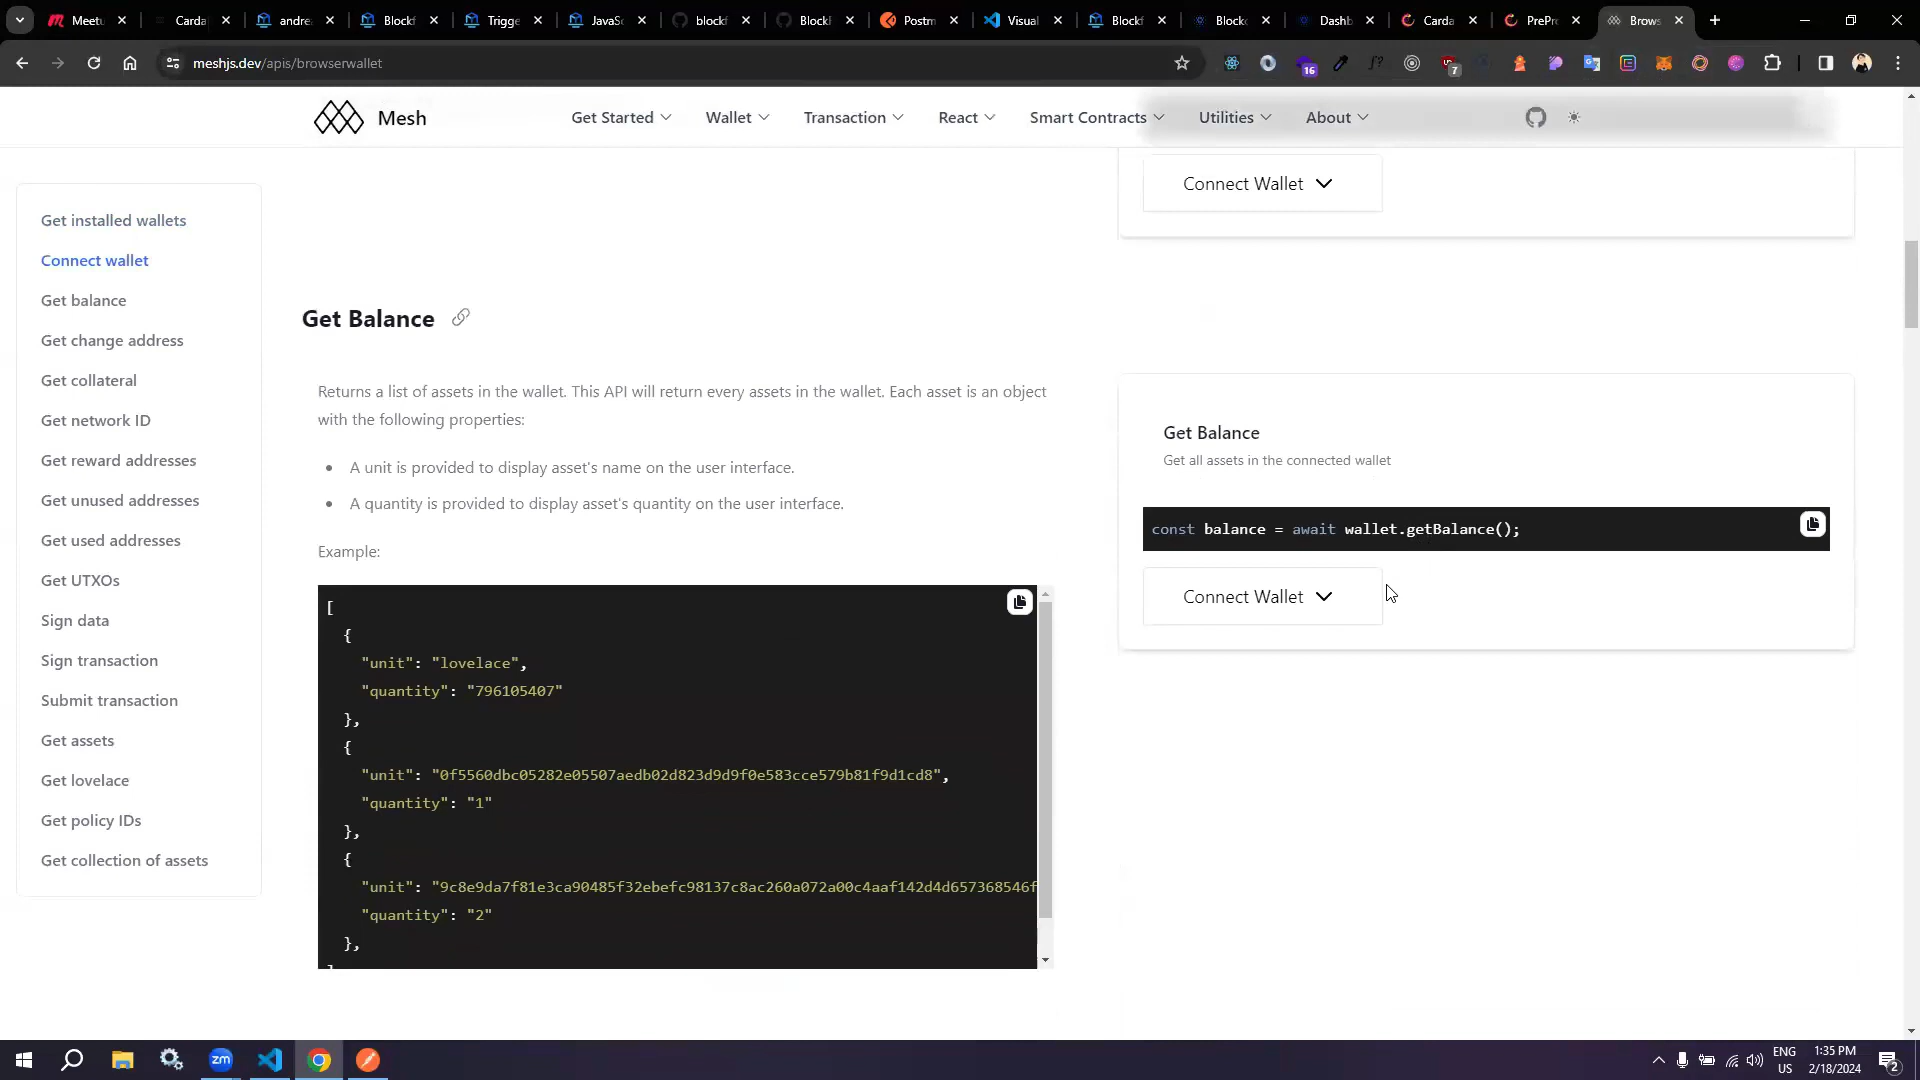 Meetu
Carda
andre
Blockf
Trigge
JavaSc
blockf
Block
Postm
Visual
Blockf
Blockc
Dashb
Carda
PrePr
Brows
meshjs.dev/apis/browserwallet
16
7
Mesh
Get Started
Wallet
Transaction
React
Smart Contracts
Utilities
About
Connect Wallet
Get installed wallets
Connect wallet
Get balance
Get change address
Get collateral
Get network ID
Get reward addresses
Get unused addresses
Get used addresses
Get UTXOs
Sign data
Sign transaction
Submit transaction
Get assets
Get lovelace
Get policy IDs
Get collection of assets
Get Balance
Returns a list of assets in the wallet. This API will return every assets in the wallet. Each asset is an object
with the following properties:
• A unit is provided to display asset's name on the user interface.
• A quantity is provided to display asset's quantity on the user interface.
Example:
[
{
"unit": "lovelace",
"quantity": "796105407"
},
{
"unit": "0f5560dbc05282e05507aedb02d823d9d9f0e583cce579b81f9d1cd8",
"quantity": "1"
},
{
"unit": "9c8e9da7f81e3ca90485f32ebefc98137c8ac260a072a00c4aaf142d4d657368546f
"quantity": "2"
},
Get Balance
Get all assets in the connected wallet
const balance = await wallet.getBalance();
Connect Wallet
zm
ENG
US
1:35 PM
2/18/2024
2